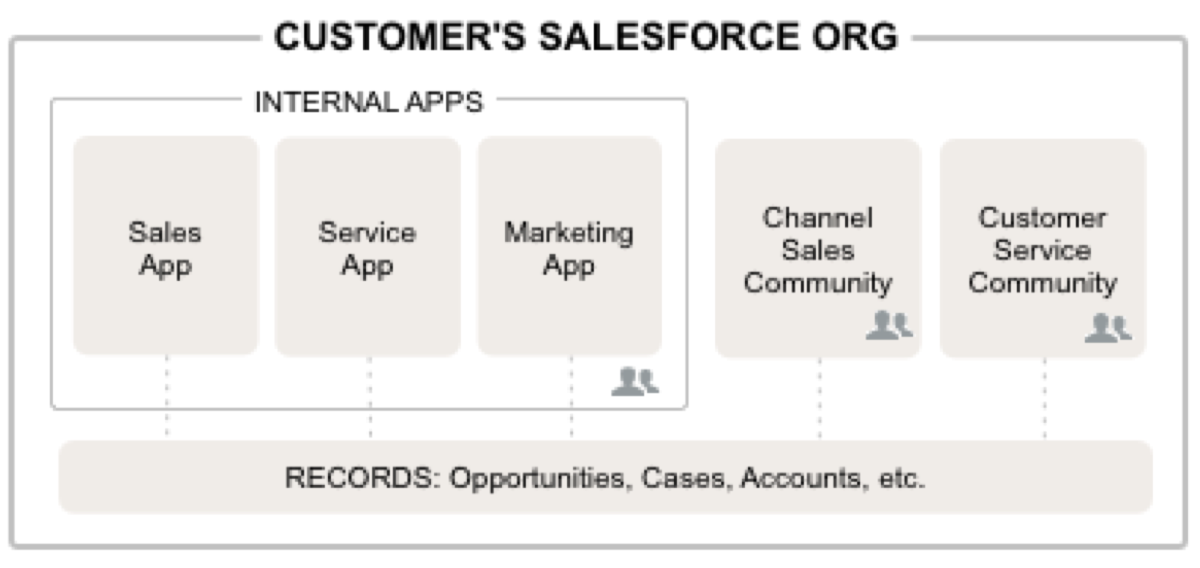 CUSTOMER'S SALESFORCE ORG
INTERNAL APPS
Sales
App
Service
App
Marketing
App
Channel
Sales
Community
Customer
Service
Community
RECORDS: Opportunities, Cases, Accounts, etc.